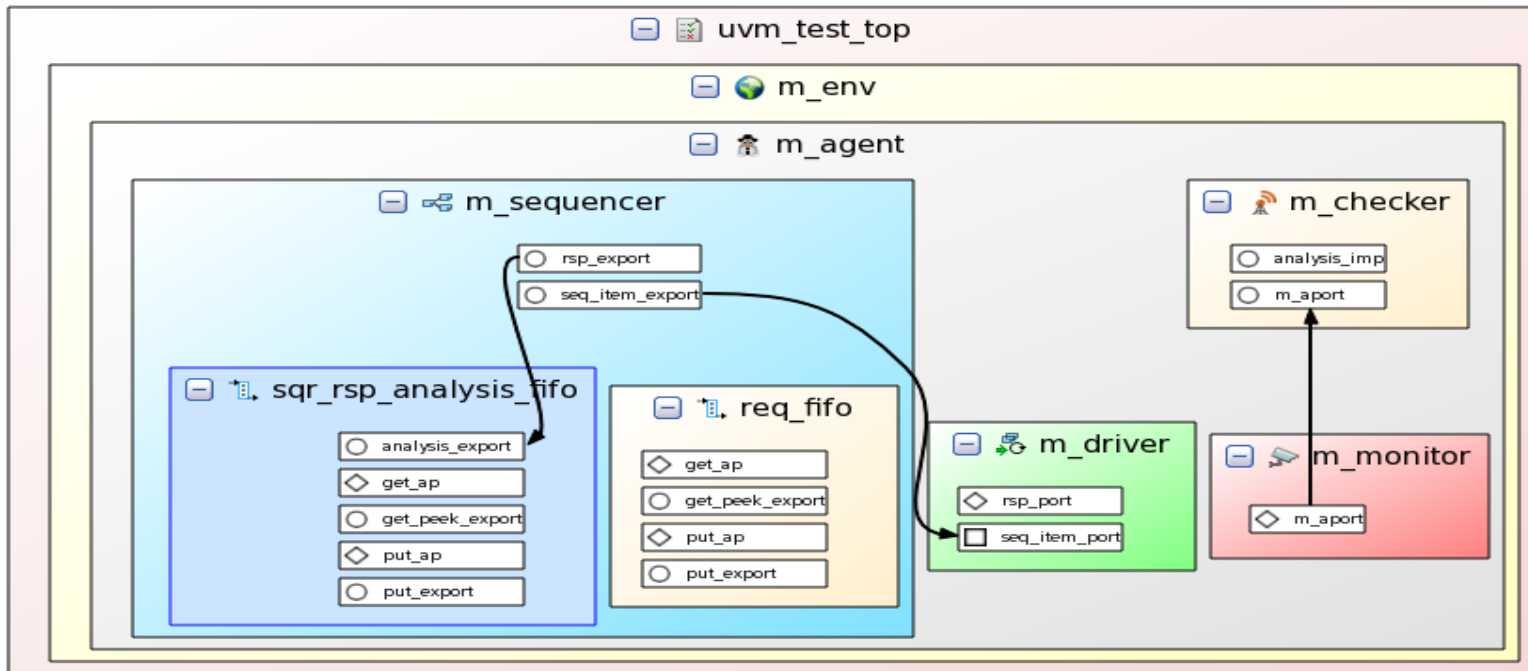 uvm_test_top
m_env
m_agent
m_sequencer
rsp_export
seq_item_export
sqr_rsp_analysis_fifo
analysis_export
get_ap
get_peek_export
put_ap
put_export
req_fifo
get_ap
get_peek_export
put_ap
put_export
m_driver
rsp_port
seq_item_port
m_checker
analysis_imp
m_aport
m_monitor
m_aport